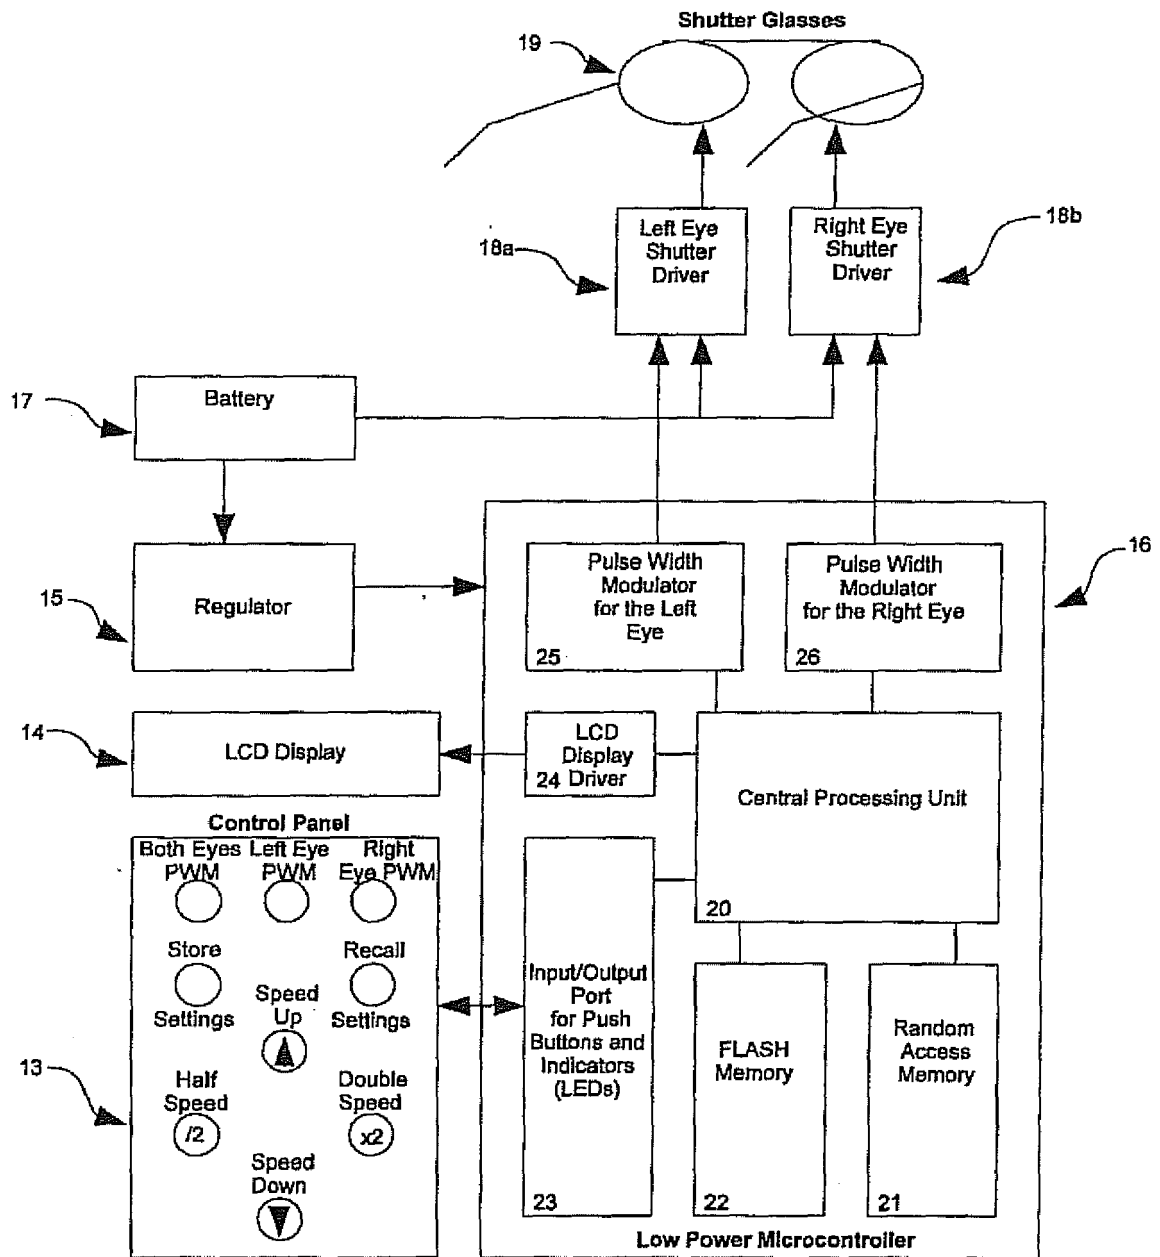 Shutter Glasses
19
Left Eye
Shutter
Driver
18a
Right Eye
Shutter
Driver
18b
Battery
17
Regulator
15
Pulse Width
Modulator
for the Left
Eye
25
Pulse Width
Modulator
for the Right Eye
26
16
LCD Display
14
LCD
Display
Driver
24
Central Processing Unit
20
Control Panel
Both Eyes
PWM
Left Eye
PWM
Right
Eye PWM
Store
Settings
Recall
Settings
Speed
Up
Half
Speed
/2
Double
Speed
x2
Speed
Down
13
Input/Output
Port
for Push
Buttons and
Indicators
(LEDs)
23
FLASH
Memory
22
Random
Access
Memory
21
Low Power Microcontroller